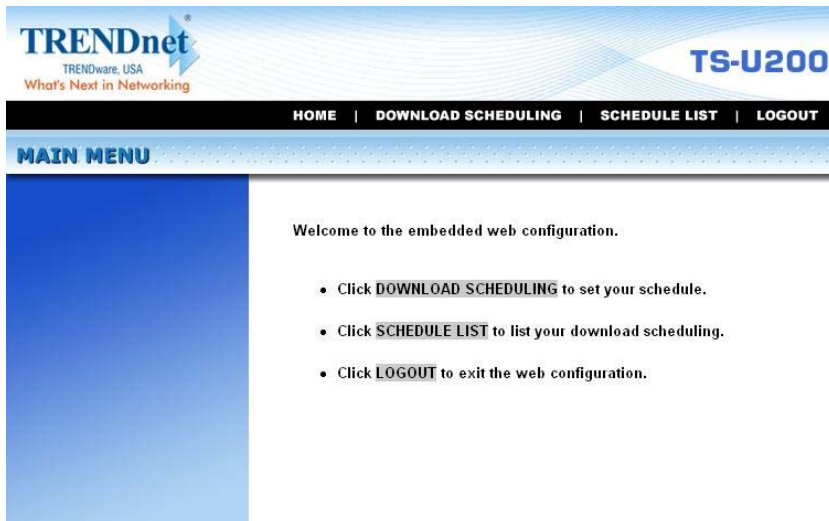 TRENDnet®
TRENDware, USA
What's Next in Networking
TS-U200
HOME | DOWNLOAD SCHEDULING | SCHEDULE LIST | LOGOUT
MAIN MENU
Welcome to the embedded web configuration.
• Click DOWNLOAD SCHEDULING to set your schedule.
• Click SCHEDULE LIST to list your download scheduling.
• Click LOGOUT to exit the web configuration.